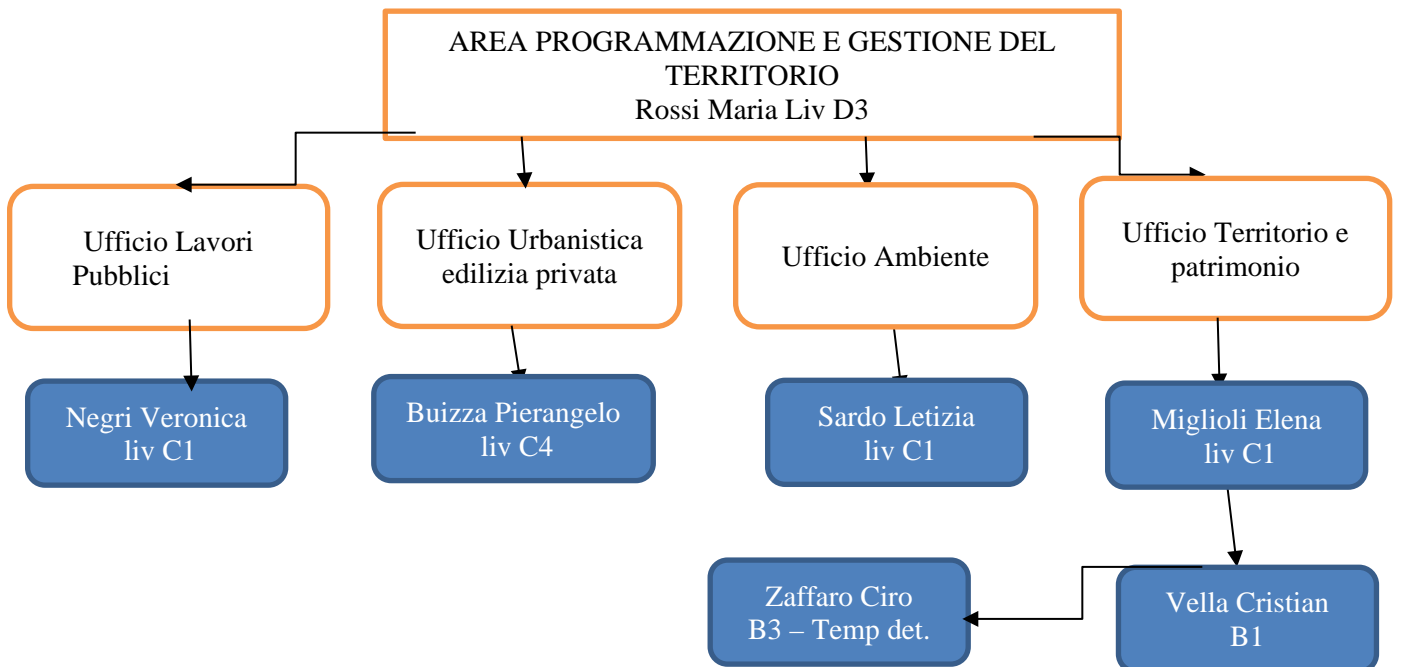 AREA PROGRAMMAZIONE E GESTIONE DEL
TERRITORIO
Rossi Maria Liv D3
Ufficio Lavori
Pubblici
Ufficio Urbanistica
edilizia privata
Ufficio Ambiente
Ufficio Territorio e
patrimonio
Negri Veronica
liv C1
Buizza Pierangelo
liv C4
Sardo Letizia
liv C1
Miglioli Elena
liv C1
Zaffaro Ciro
B3 – Temp det.
Vella Cristian
B1